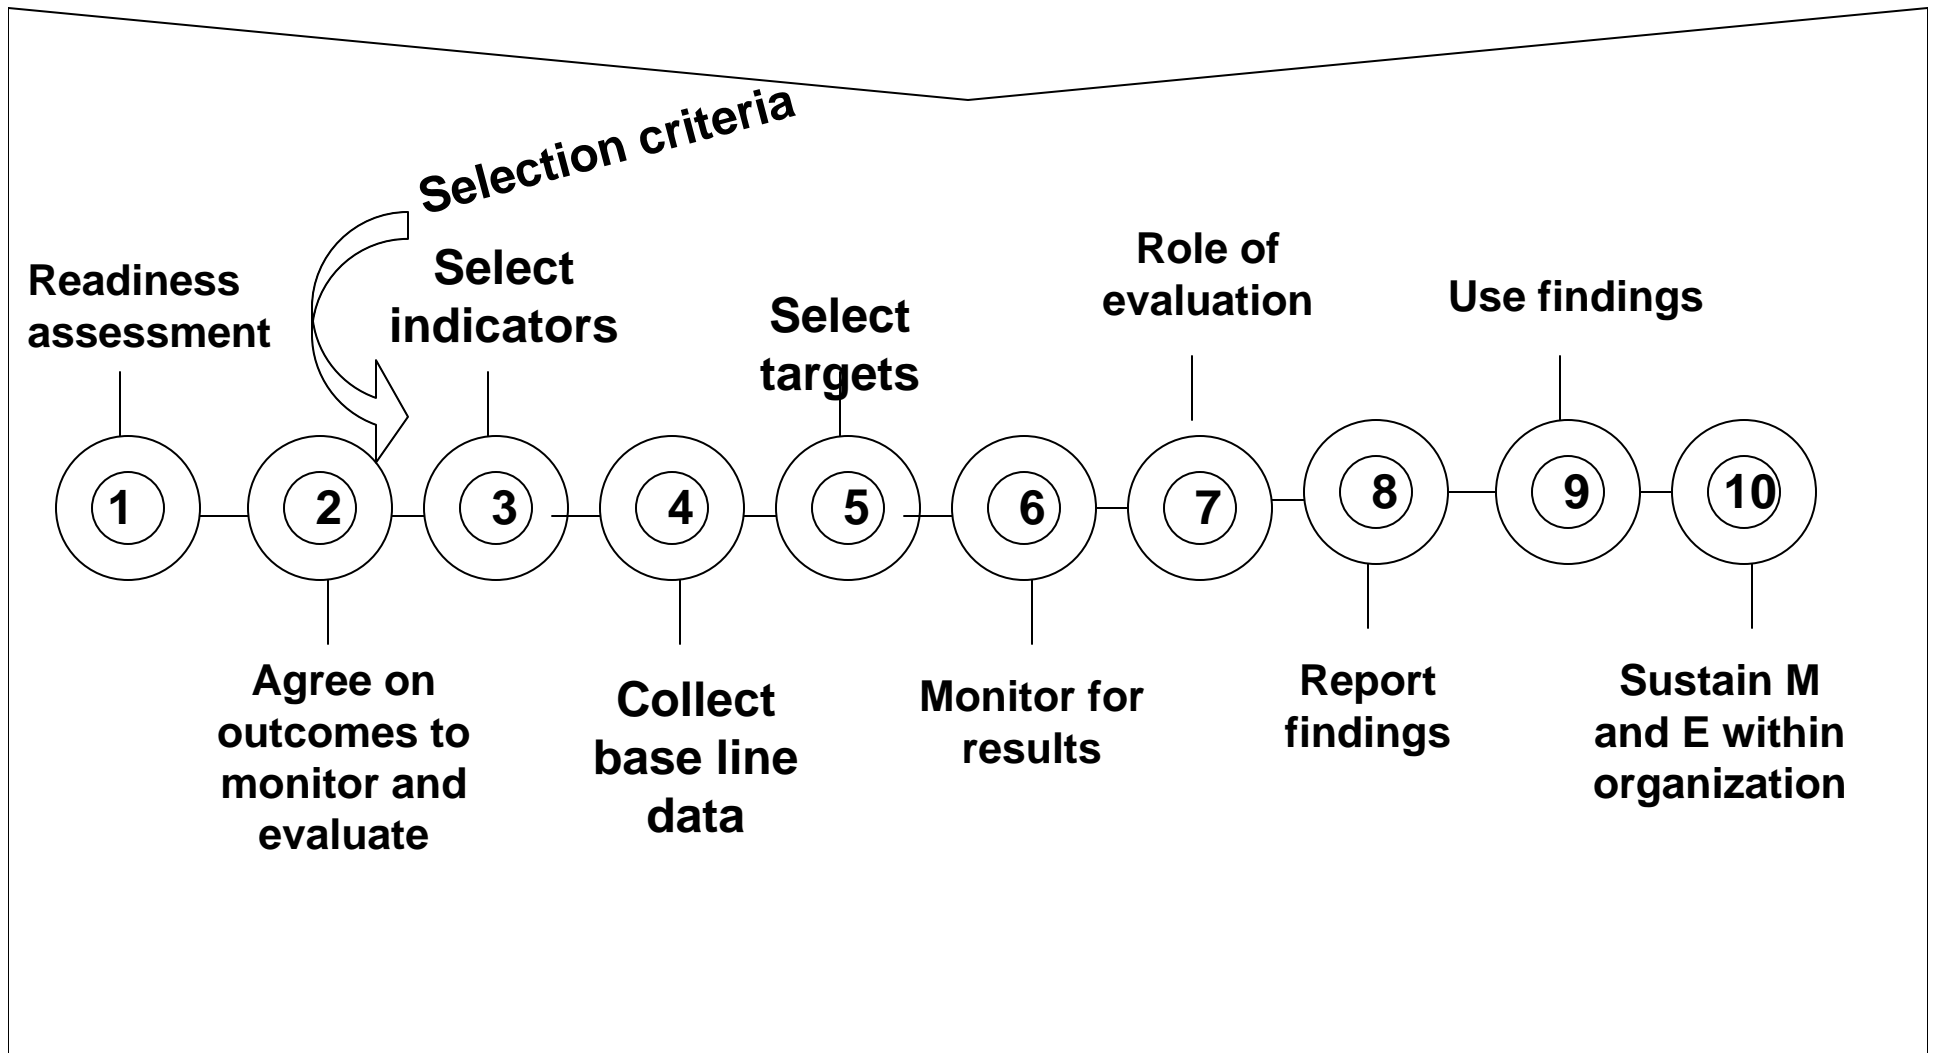 Selection criteria
Readiness
assessment
Select
indicators
Select
targets
Role of
evaluation
Use findings
1
2
3
4
5
6
7
8
9
10
Agree on
outcomes to
monitor and
evaluate
Collect
base line
data
Monitor for
results
Report
findings
Sustain M
and E within
organization